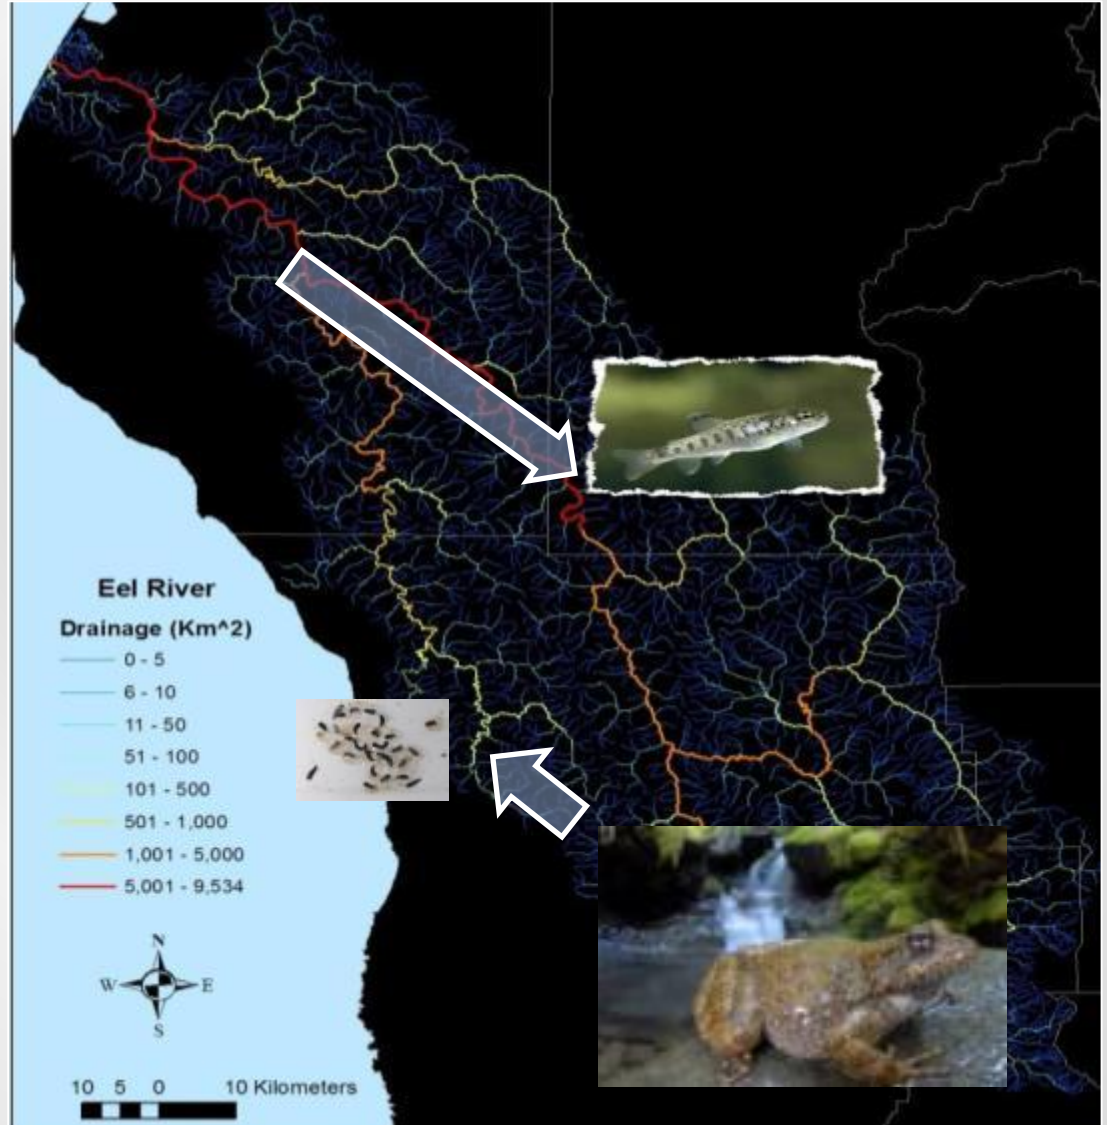 Eel River
Drainage (Km^2)
0 - 5
6 - 10
11 - 50
51 - 100
101 - 500
501 - 1,000
1,001 - 5,000
5,001 - 9,534
N
W E
S
10 5 0 10 Kilometers